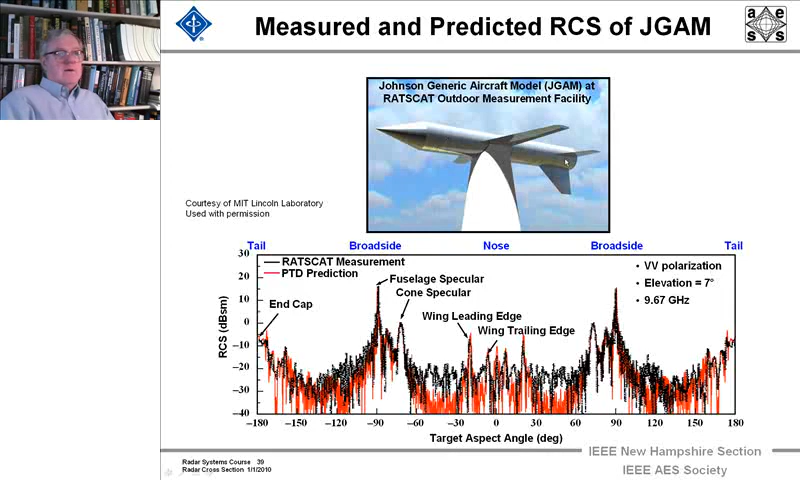 Measured and Predicted RCS of JGAM
a e
s s
Johnson Generic Aircraft Model (JGAM) at
RATSCAT Outdoor Measurement Facility
Courtesy of MIT Lincoln Laboratory
Used with permission
Tail Broadside Nose Broadside Tail
RATSCAT Measurement
PTD Prediction
Fuselage Specular
Cone Specular
End Cap
Wing Leading Edge
Wing Trailing Edge
• VV polarization
• Elevation = 7°
• 9.67 GHz
RCS (dBsm)
30
20
10
0
−10
−20
−30
−40
−180 −150 −120 −90 −60 −30 0 30 60 90 120 150 180
Target Aspect Angle (deg)
Radar Systems Course 39
Radar Cross Section 1/1/2010
IEEE New Hampshire Section
IEEE AES Society